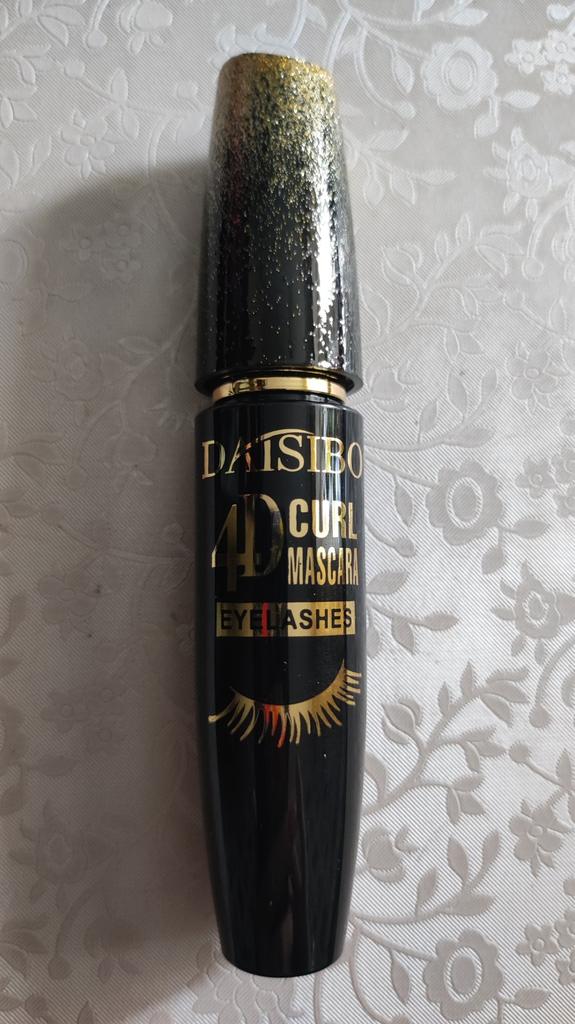 DAISIBO
4D CURL
MASCARA
EYELASHES